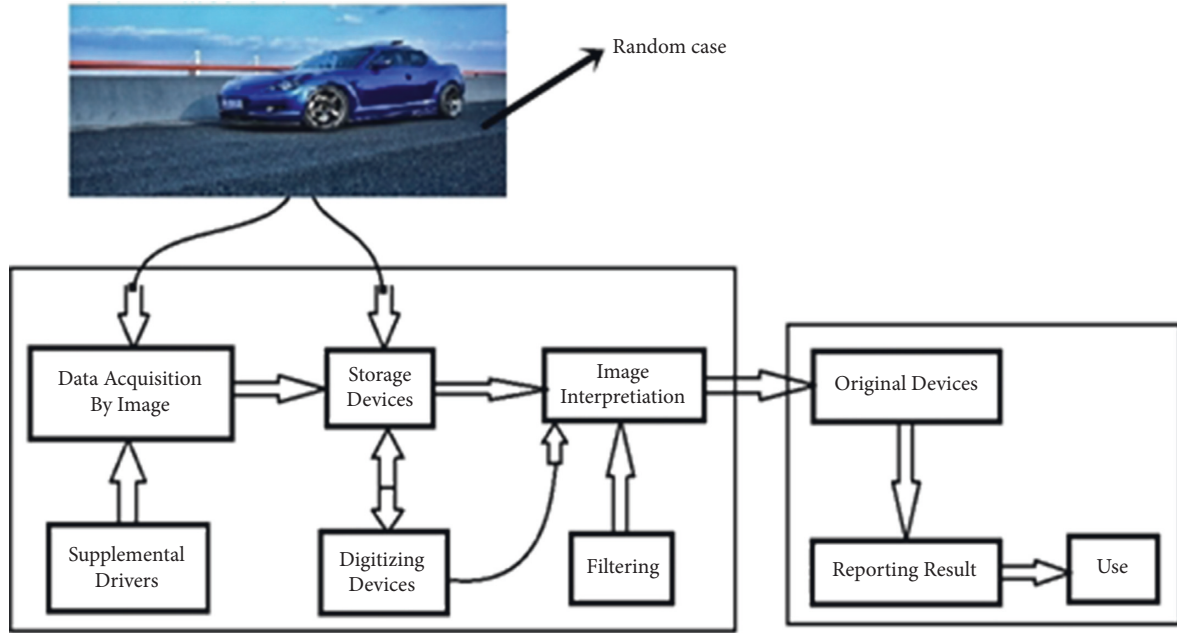 Random case
Data Acquisition
By Image
Storage
Devices
Image
Interpretiation
Original Devices
Supplemental
Drivers
Digitizing
Devices
Filtering
Reporting Result
Use